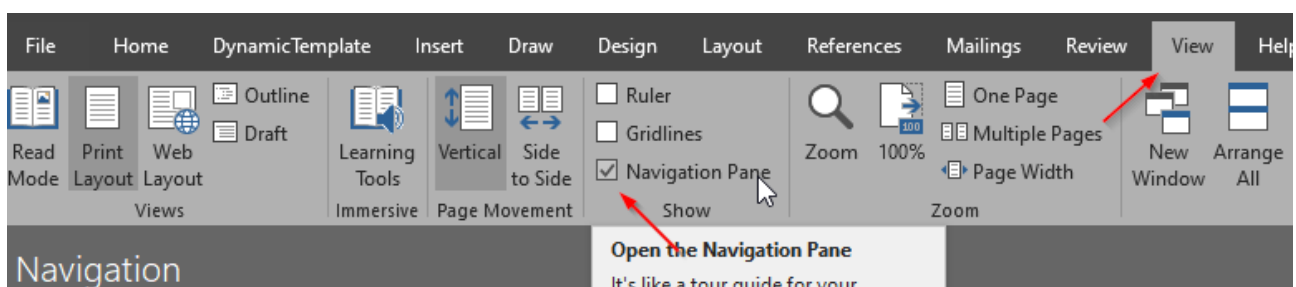 File Home DynamicTemplate Insert Draw Design Layout References Mailings Review View Help
Read Mode
Print Layout
Web Layout
Outline
Draft
Views
Learning Tools
Immersive
Vertical
Side to Side
Page Movement
Ruler
Gridlines
Navigation Pane
Show
Zoom
100
100%
One Page
Multiple Pages
Page Width
Zoom
New Window
Arrange All
Navigation
Open the Navigation Pane
It's like a tour guide for your